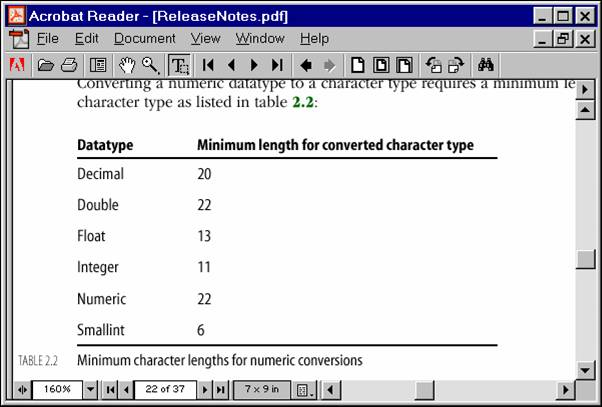 Acrobat Reader - [ReleaseNotes.pdf]
File Edit Document View Window Help
Converting a numeric datatype to a character type requires a minimum le
character type as listed in table 2.2:
Datatype Minimum length for converted character type
Decimal 20
Double 22
Float 13
Integer 11
Numeric 22
Smallint 6
TABLE 2.2 Minimum character lengths for numeric conversions
160% 22 of 37 7 x 9 in